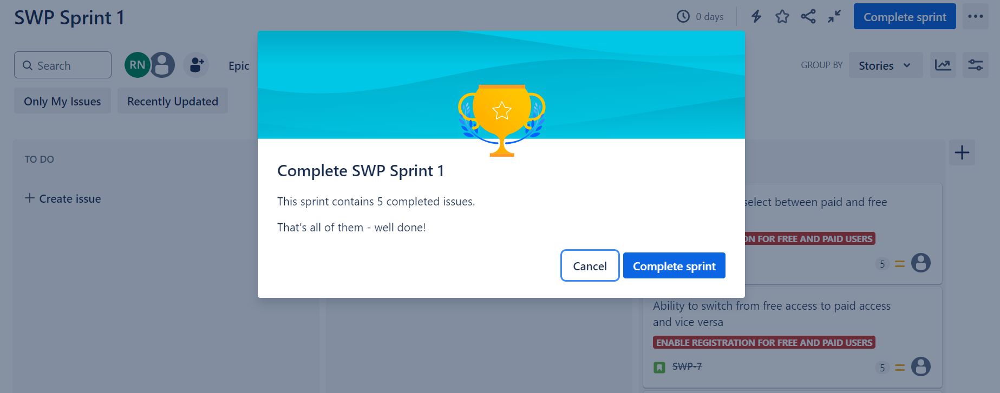 SWP Sprint 1
0 days
Complete sprint
Search
RN
Epic
GROUP BY
Stories
Only My Issues
Recently Updated
TO DO
Create issue
Complete SWP Sprint 1
This sprint contains 5 completed issues.
That's all of them - well done!
Cancel
Complete sprint
select between paid and free
FOR FREE AND PAID USERS
5
Ability to switch from free access to paid access
and vice versa
ENABLE REGISTRATION FOR FREE AND PAID USERS
SWP-7
5